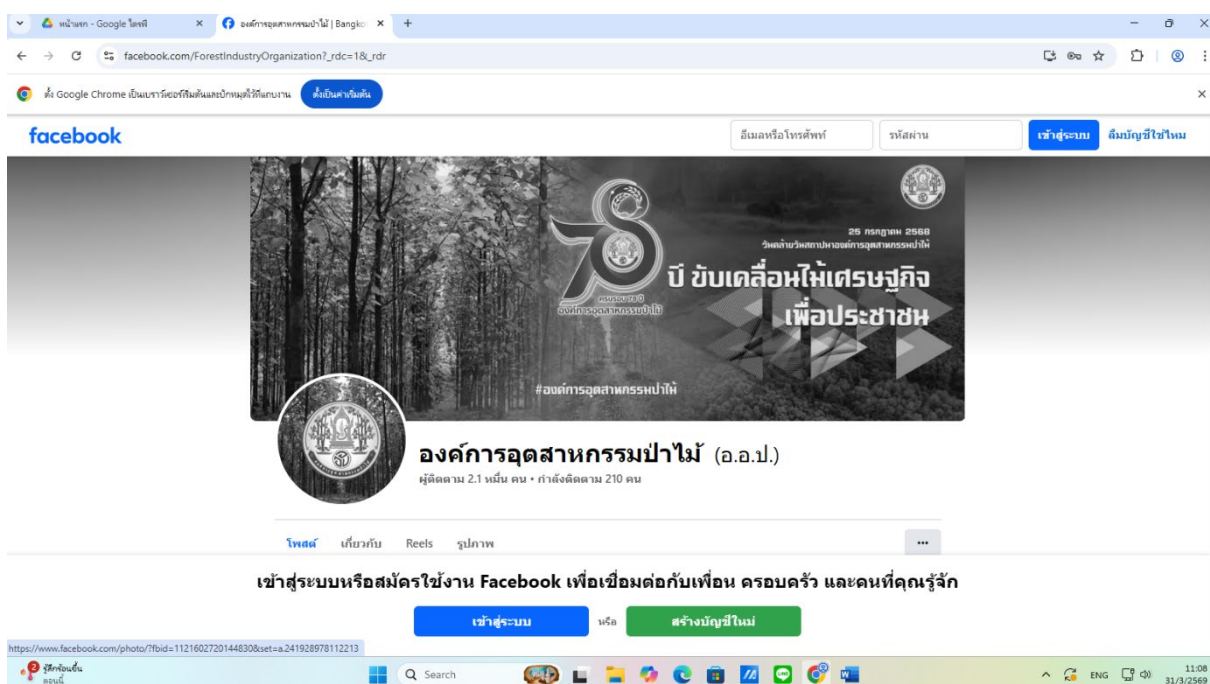 หน้าแรก - Google ไดรฟ์
องค์การอุตสาหกรรมป่าไม้ | Bangko
facebook.com/ForestIndustryOrganization?_rdc=1&_rdr
ตั้ง Google Chrome เป็นเบราว์เซอร์เริ่มต้นและปักหมุดไว้ที่แถบงาน
ตั้งเป็นค่าเริ่มต้น
facebook
อีเมลหรือโทรศัพท์
รหัสผ่าน
เข้าสู่ระบบ
ลืมบัญชีใช่ไหม
78
25 กรกฎาคม 2568
วันคล้ายวันสถาปนาองค์การอุตสาหกรรมป่าไม้
ปี ขับเคลื่อนไม้เศรษฐกิจ
เพื่อประชาชน
ครบรอบ 78 ปี
องค์การอุตสาหกรรมป่าไม้
#องค์การอุตสาหกรรมป่าไม้
องค์การอุตสาหกรรมป่าไม้ (อ.อ.ป.)
ผู้ติดตาม 2.1 หมื่น คน • กำลังติดตาม 210 คน
โพสต์
เกี่ยวกับ
Reels
รูปภาพ
เข้าสู่ระบบหรือสมัครใช้งาน Facebook เพื่อเชื่อมต่อกับเพื่อน ครอบครัว และคนที่คุณรู้จัก
เข้าสู่ระบบ
หรือ
สร้างบัญชีใหม่
https://www.facebook.com/photo/?fbid=1121602720144830&set=a.241928978112213
2
รู้สึกร้อนขึ้น
ตอนนี้
Search
ENG
11:08
31/3/2569